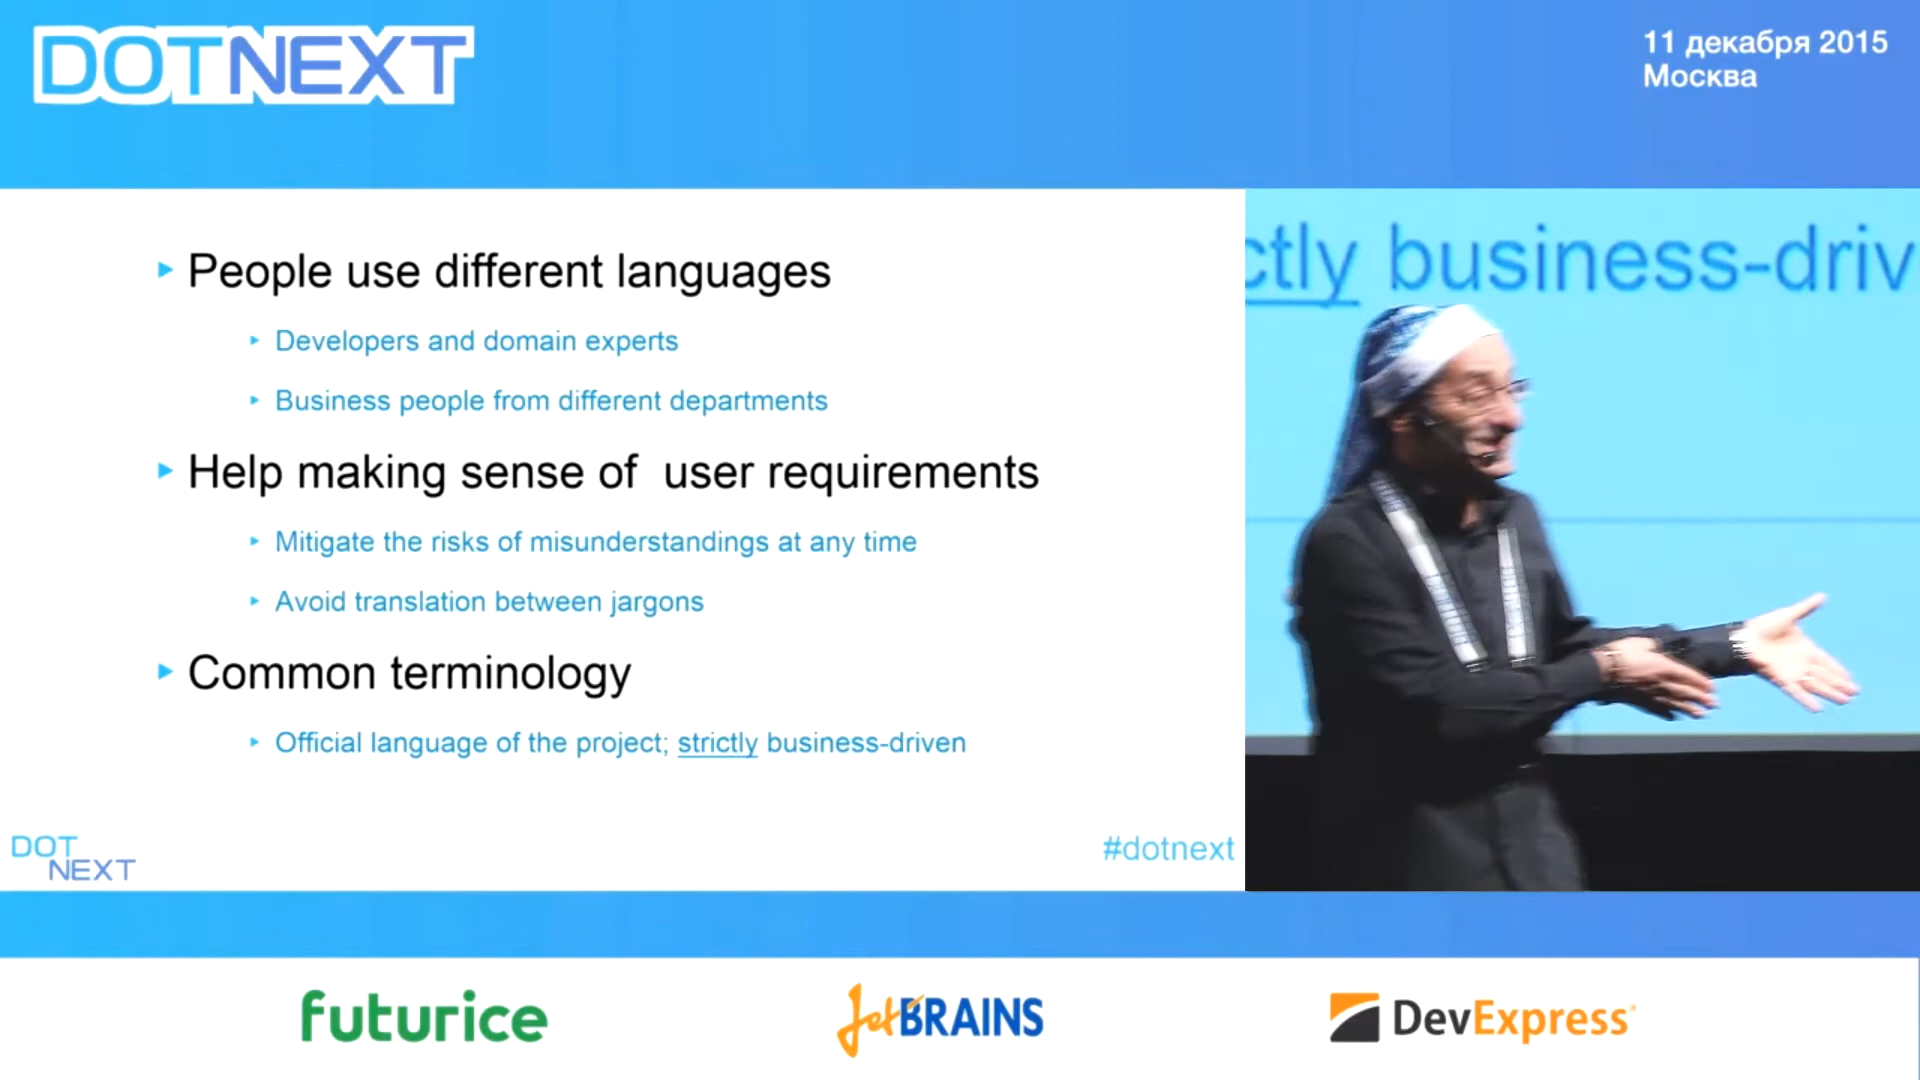 DOTNEXT
11 декабря 2015
Москва
People use different languages
Developers and domain experts
Business people from different departments
Help making sense of user requirements
Mitigate the risks of misunderstandings at any time
Avoid translation between jargons
Common terminology
Official language of the project; strictly business-driven
DOT
NEXT
#dotnext
ctly business-driv
futurice
JetBRAINS
DevExpress